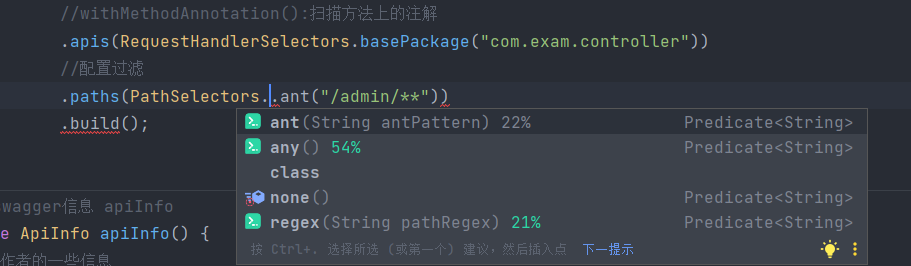 //withMethodAnnotation():扫描方法上的注解
.apis(RequestHandlerSelectors.basePackage("com.exam.controller"))
//配置过滤
.paths(PathSelectors..ant("/admin/**"))
.build();
ant(String antPattern) 22% Predicate<String>
any() 54% Predicate<String>
class
none() Predicate<String>
regex(String pathRegex) 21% Predicate<String>
按 Ctrl+. 选择所选 (或第一个) 建议，然后插入点 下一提示
wagger信息 apiInfo
e ApiInfo apiInfo() {
作者的一些信息